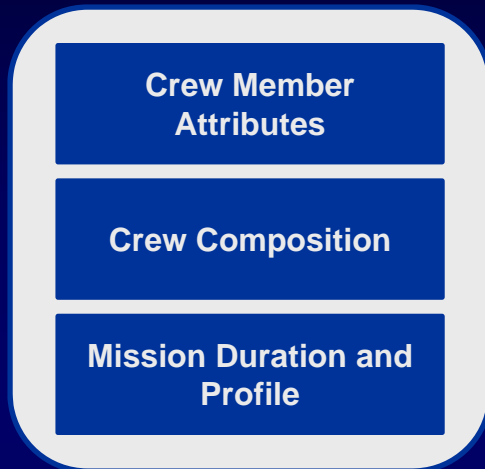 Crew Member
Attributes
Crew Composition
Mission Duration and
Profile